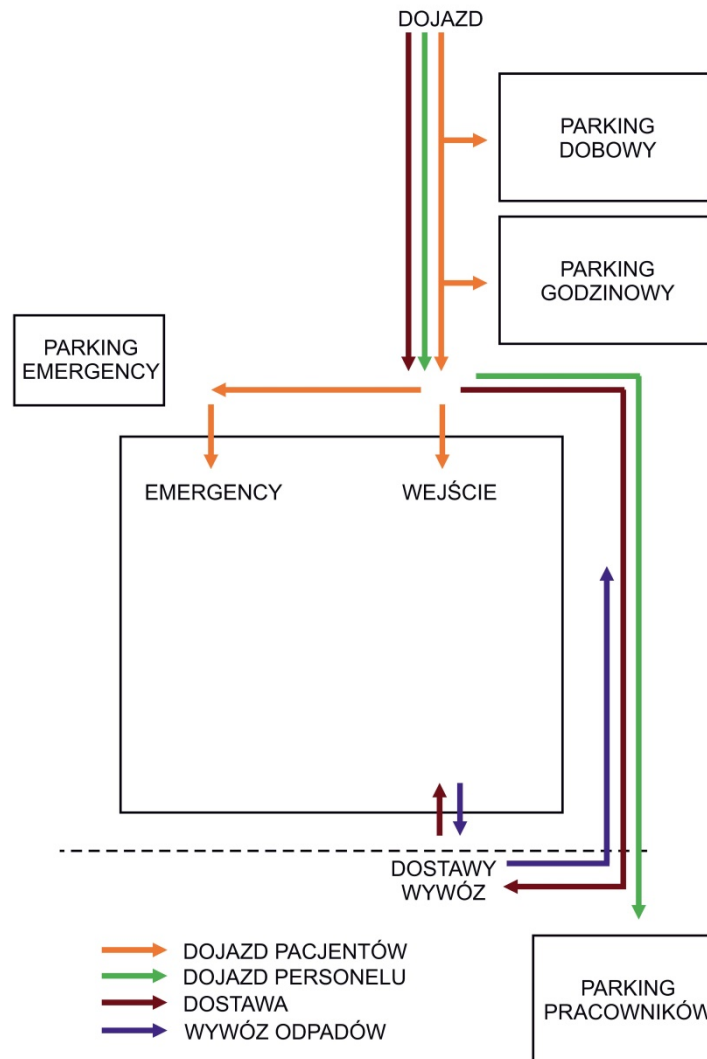 DOJAZD
PARKING
DOBOWY
PARKING
GODZINOWY
PARKING
EMERGENCY
EMERGENCY
WEJŚCIE
DOSTAWY
WYWÓZ
DOJAZD PACJENTÓW
DOJAZD PERSONELU
DOSTAWA
WYWÓZ ODPADÓW
PARKING
PRACOWNIKÓW